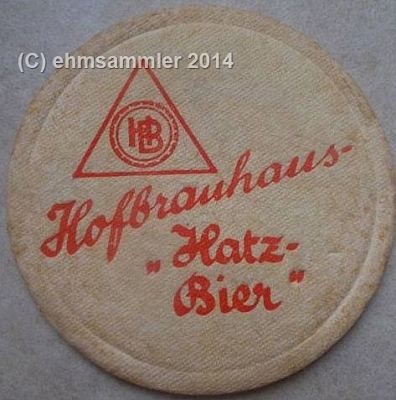 (C) ehmsammler 2014
HB
Hofbrauhaus-
„Hatz-
Bier"